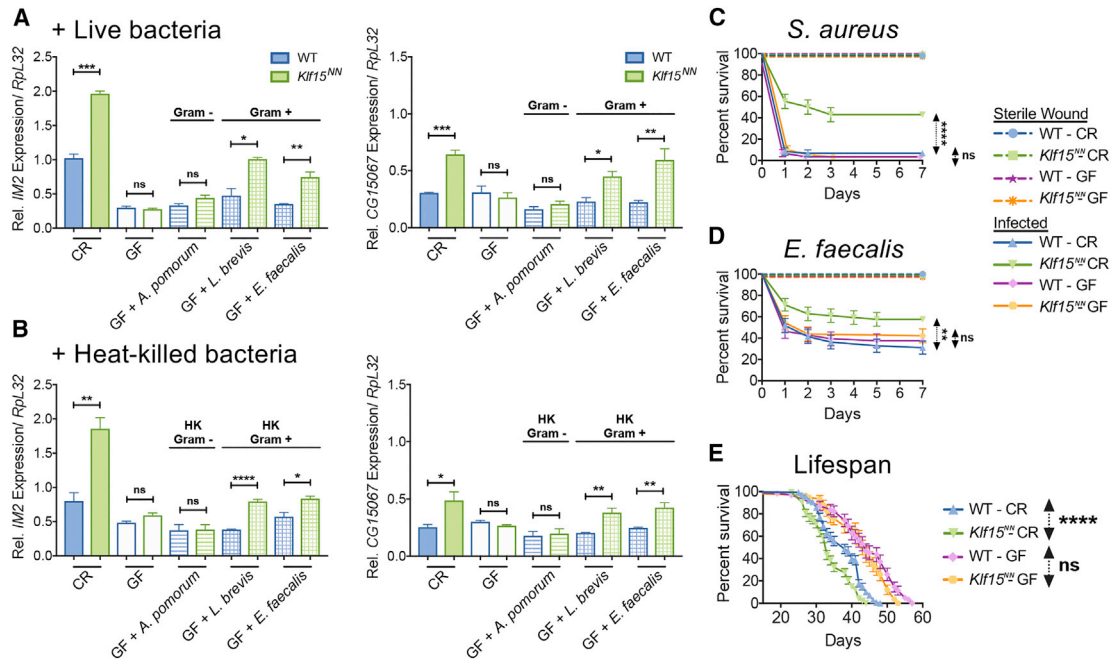 A + Live bacteria
Rel. IM2 Expression/ RpL32
2.5
2.0
1.5
1.0
0.5
0.0
WT
Klf15NN
Gram -
Gram +
***
ns
ns
*
**
CR
GF
GF + A. pomorum
GF + L. brevis
GF + E. faecalis
Rel. CG15067 Expression/ RpL32
1.5
1.0
0.5
0.0
WT
Klf15NN
Gram -
Gram +
***
ns
ns
*
**
CR
GF
GF + A. pomorum
GF + L. brevis
GF + E. faecalis
B + Heat-killed bacteria
Rel. IM2 Expression/ RpL32
2.5
2.0
1.5
1.0
0.5
0.0
HK
Gram -
HK
Gram +
**
ns
ns
****
*
CR
GF
GF + A. pomorum
GF + L. brevis
GF + E. faecalis
Rel. CG15067 Expression/ RpL32
1.5
1.0
0.5
0.0
HK
Gram -
HK
Gram +
*
ns
ns
**
**
CR
GF
GF + A. pomorum
GF + L. brevis
GF + E. faecalis
C S. aureus
Percent survival
100
80
60
40
20
0
0 1 2 3 4 5 6 7
Days
****
ns
Sterile Wound
WT - CR
Klf15NN CR
WT - GF
Klf15NN GF
Infected
WT - CR
Klf15NN CR
WT - GF
Klf15NN GF
D E. faecalis
Percent survival
100
80
60
40
20
0
0 1 2 3 4 5 6 7
Days
**
ns
E Lifespan
Percent survival
100
80
60
40
20
0
20 30 40 50 60
Days
WT - CR
Klf15NN- CR
WT - GF
Klf15NN GF
****
ns